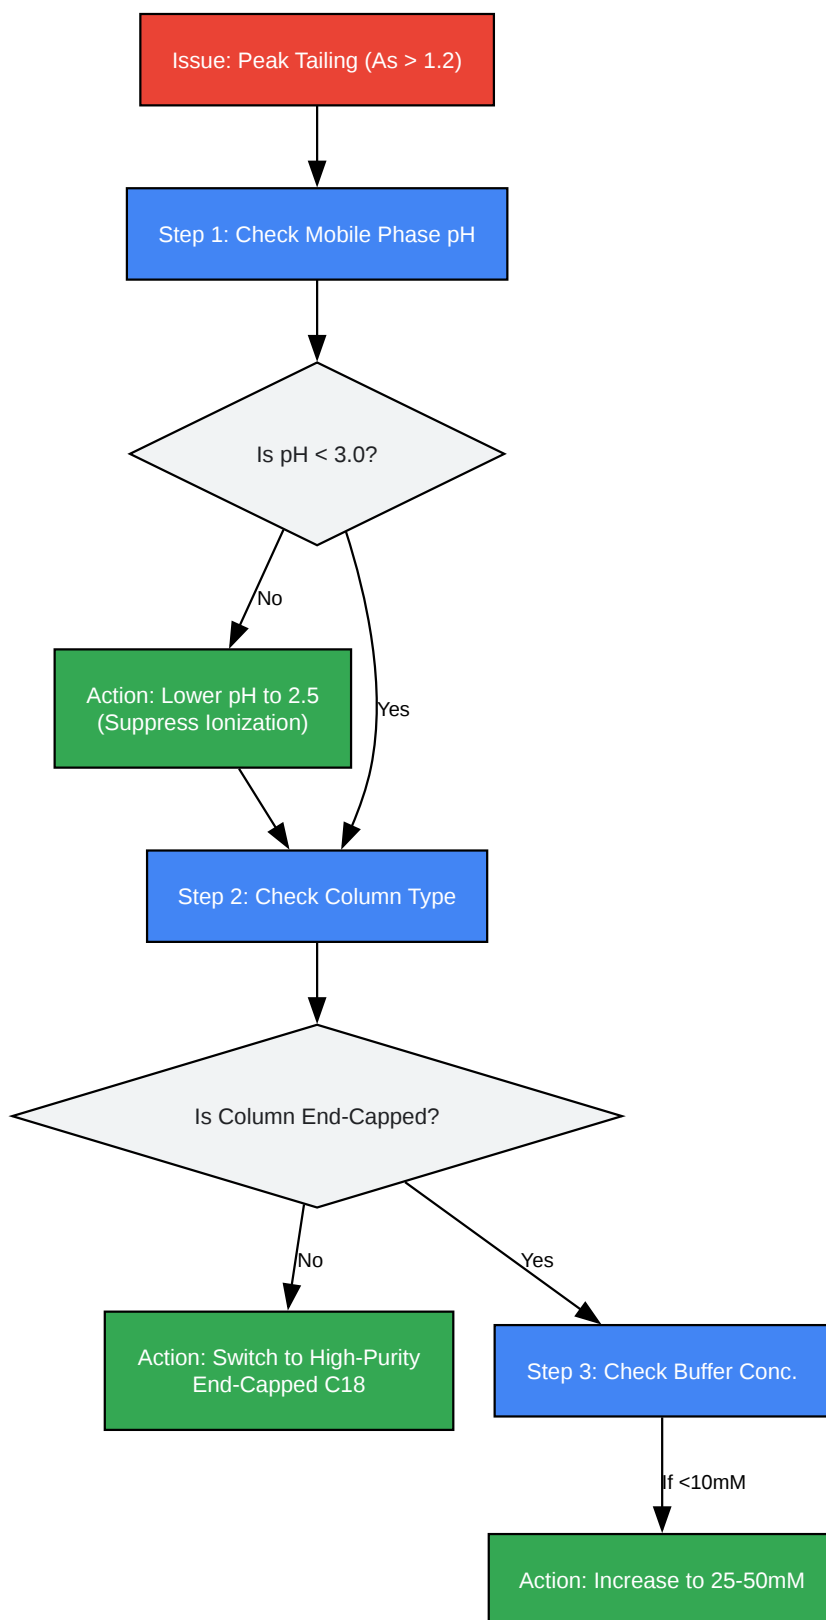 Issue: Peak Tailing (As > 1.2)
Step 1: Check Mobile Phase pH
Is pH < 3.0?
No
Action: Lower pH to 2.5
(Suppress Ionization)
Yes
Step 2: Check Column Type
Is Column End-Capped?
No
Yes
Action: Switch to High-Purity
End-Capped C18
Step 3: Check Buffer Conc.
If <10mM
Action: Increase to 25-50mM